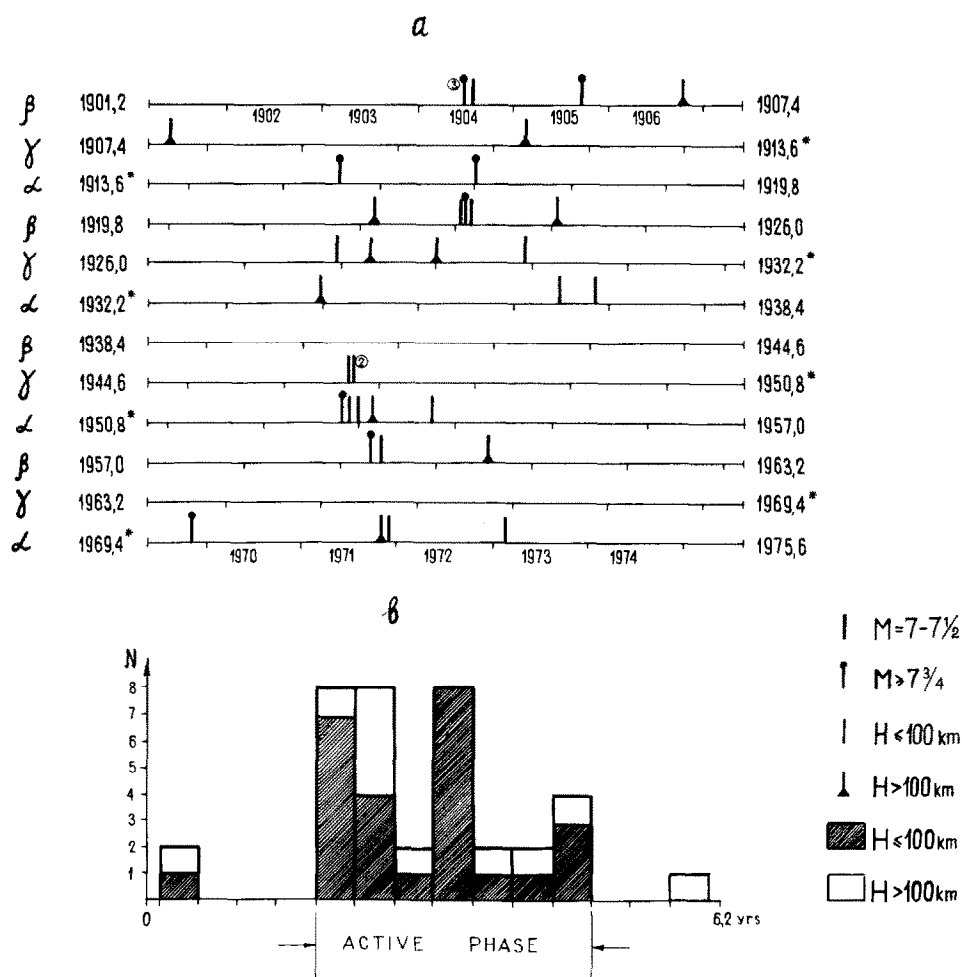 a
β 1901,2 ③ 1902 1903 1904 1905 1906 1907,4
γ 1907,4 1913,6*
α 1913,6* 1919,8
β 1919,8 1926,0
γ 1926,0 1932,2*
α 1932,2* 1938,4
β 1938,4 1944,6
γ 1944,6 ② 1950,8*
α 1950,8* 1957,0
β 1957,0 1963,2
γ 1963,2 1969,4*
α 1969,4* 1970 1971 1972 1973 1974 1975,6
в
N
8
7
6
5
4
3
2
1
0 6,2 yrs
ACTIVE PHASE
M=7-7½
M≥7¾
H≤100 km
H>100 km
H≤100 km
H>100 km